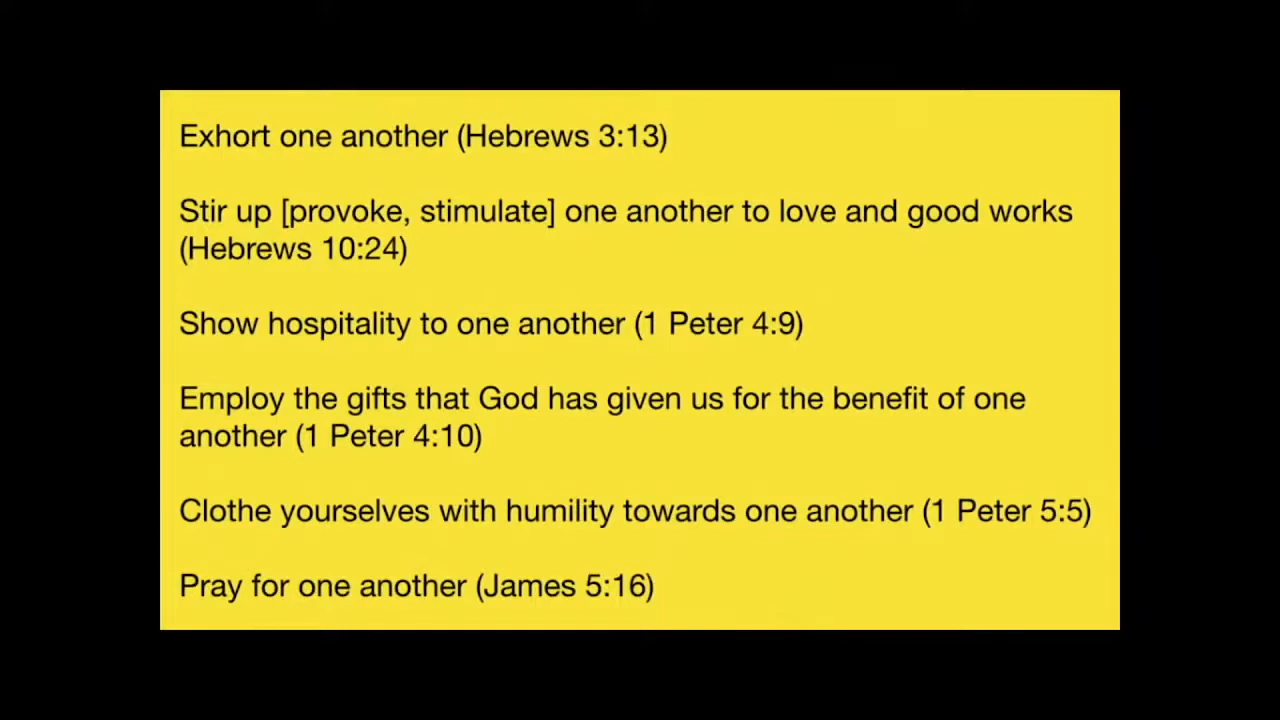 Exhort one another (Hebrews 3:13)
Stir up [provoke, stimulate] one another to love and good works
(Hebrews 10:24)
Show hospitality to one another (1 Peter 4:9)
Employ the gifts that God has given us for the benefit of one
another (1 Peter 4:10)
Clothe yourselves with humility towards one another (1 Peter 5:5)
Pray for one another (James 5:16)